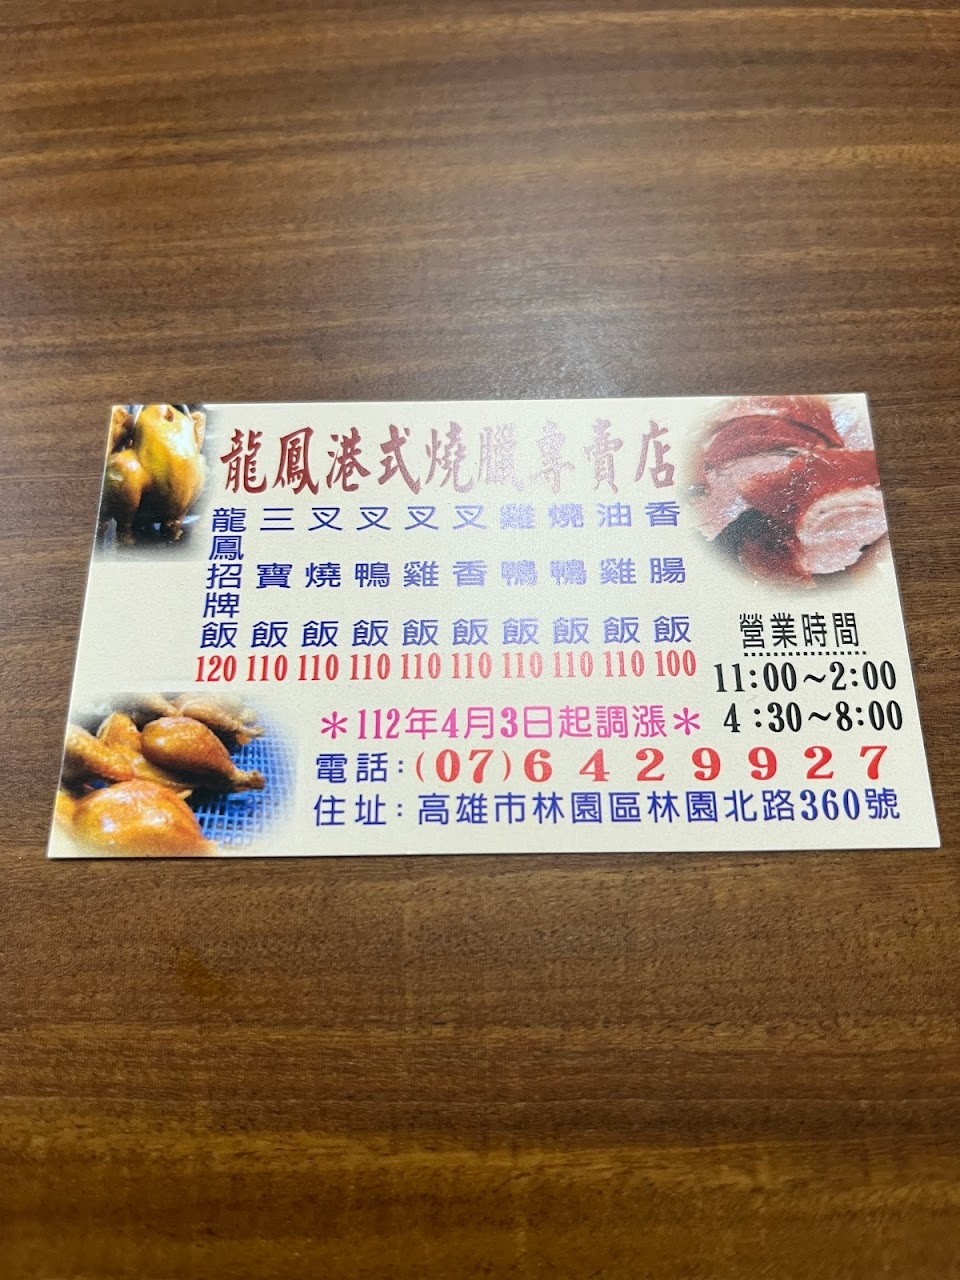 龍鳳港式燒臘專賣店
龍鳳招牌飯 120
三寶飯 110
叉燒飯 110
叉鴨飯 110
叉雞飯 110
叉香飯 110
雞鴨飯 110
燒鴨飯 110
油雞飯 110
香腸飯 100
營業時間
11:00~2:00
4:30~8:00
*112年4月3日起調漲*
電話:(07)6429927
住址:高雄市林園區林園北路360號